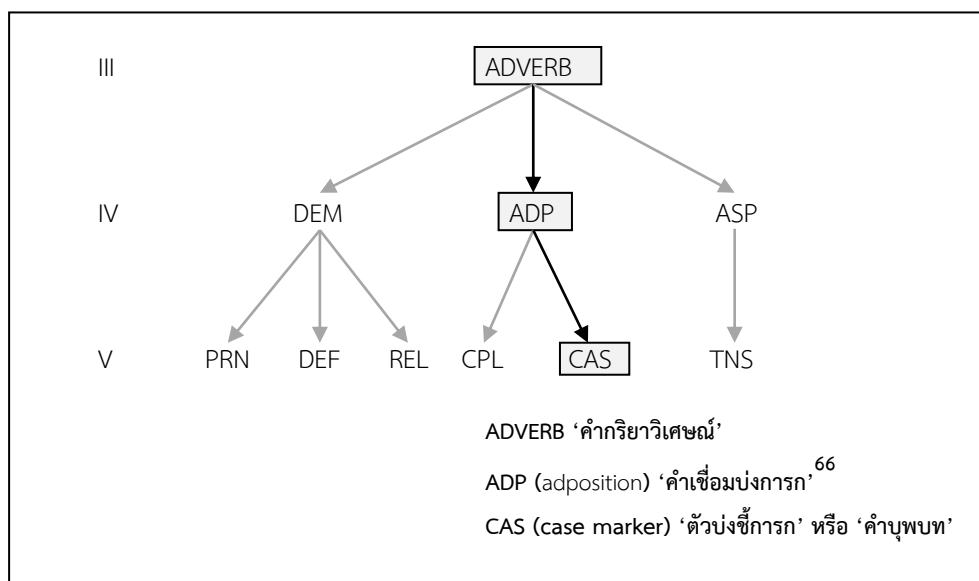 III ADVERB
IV DEM ADP ASP
V PRN DEF REL CPL CAS TNS
ADVERB ‘คำกริยาวิเศษณ์’
ADP (adposition) ‘คำเชื่อมบ่งการก’66
CAS (case marker) ‘ตัวบ่งชี้การก’ หรือ ‘คำบุพบท’